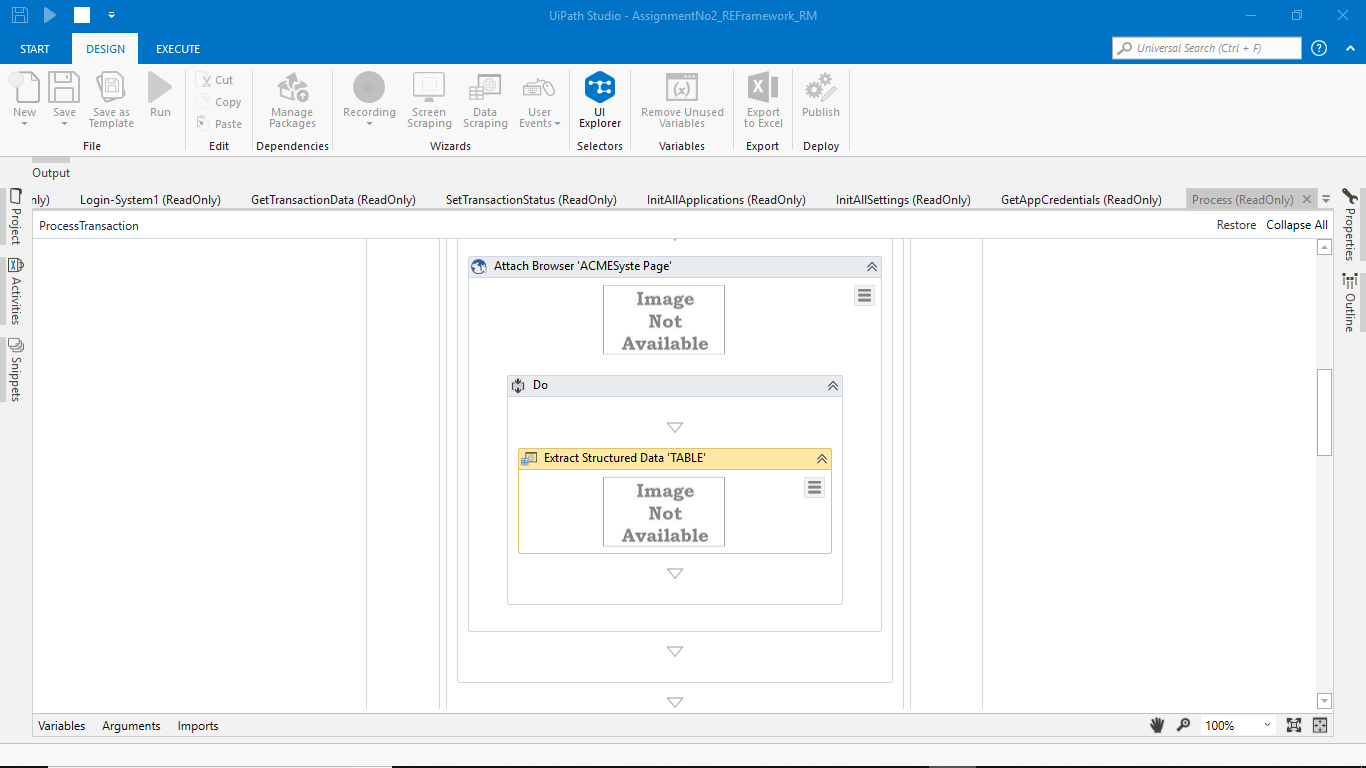 UiPath Studio - AssignmentNo2_REFramework_RM
START DESIGN EXECUTE
Universal Search (Ctrl + F)
New
Save
Save as
Template
Run
File
Cut
Copy
Paste
Edit
Manage
Packages
Dependencies
Recording
Screen
Scraping
Data
Scraping
User
Events
Wizards
UI
Explorer
Selectors
Remove Unused
Variables
Variables
Export
to Excel
Export
Publish
Deploy
Output
nly) Login-System1 (ReadOnly) GetTransactionData (ReadOnly) SetTransactionStatus (ReadOnly) InitAllApplications (ReadOnly) InitAllSettings (ReadOnly) GetAppCredentials (ReadOnly) Process (ReadOnly)
Project
Activities
Snippets
Properties
Outline
ProcessTransaction
Restore Collapse All
Attach Browser 'ACMESyste Page'
Image
Not
Available
Do
Extract Structured Data 'TABLE'
Image
Not
Available
Variables Arguments Imports
100%